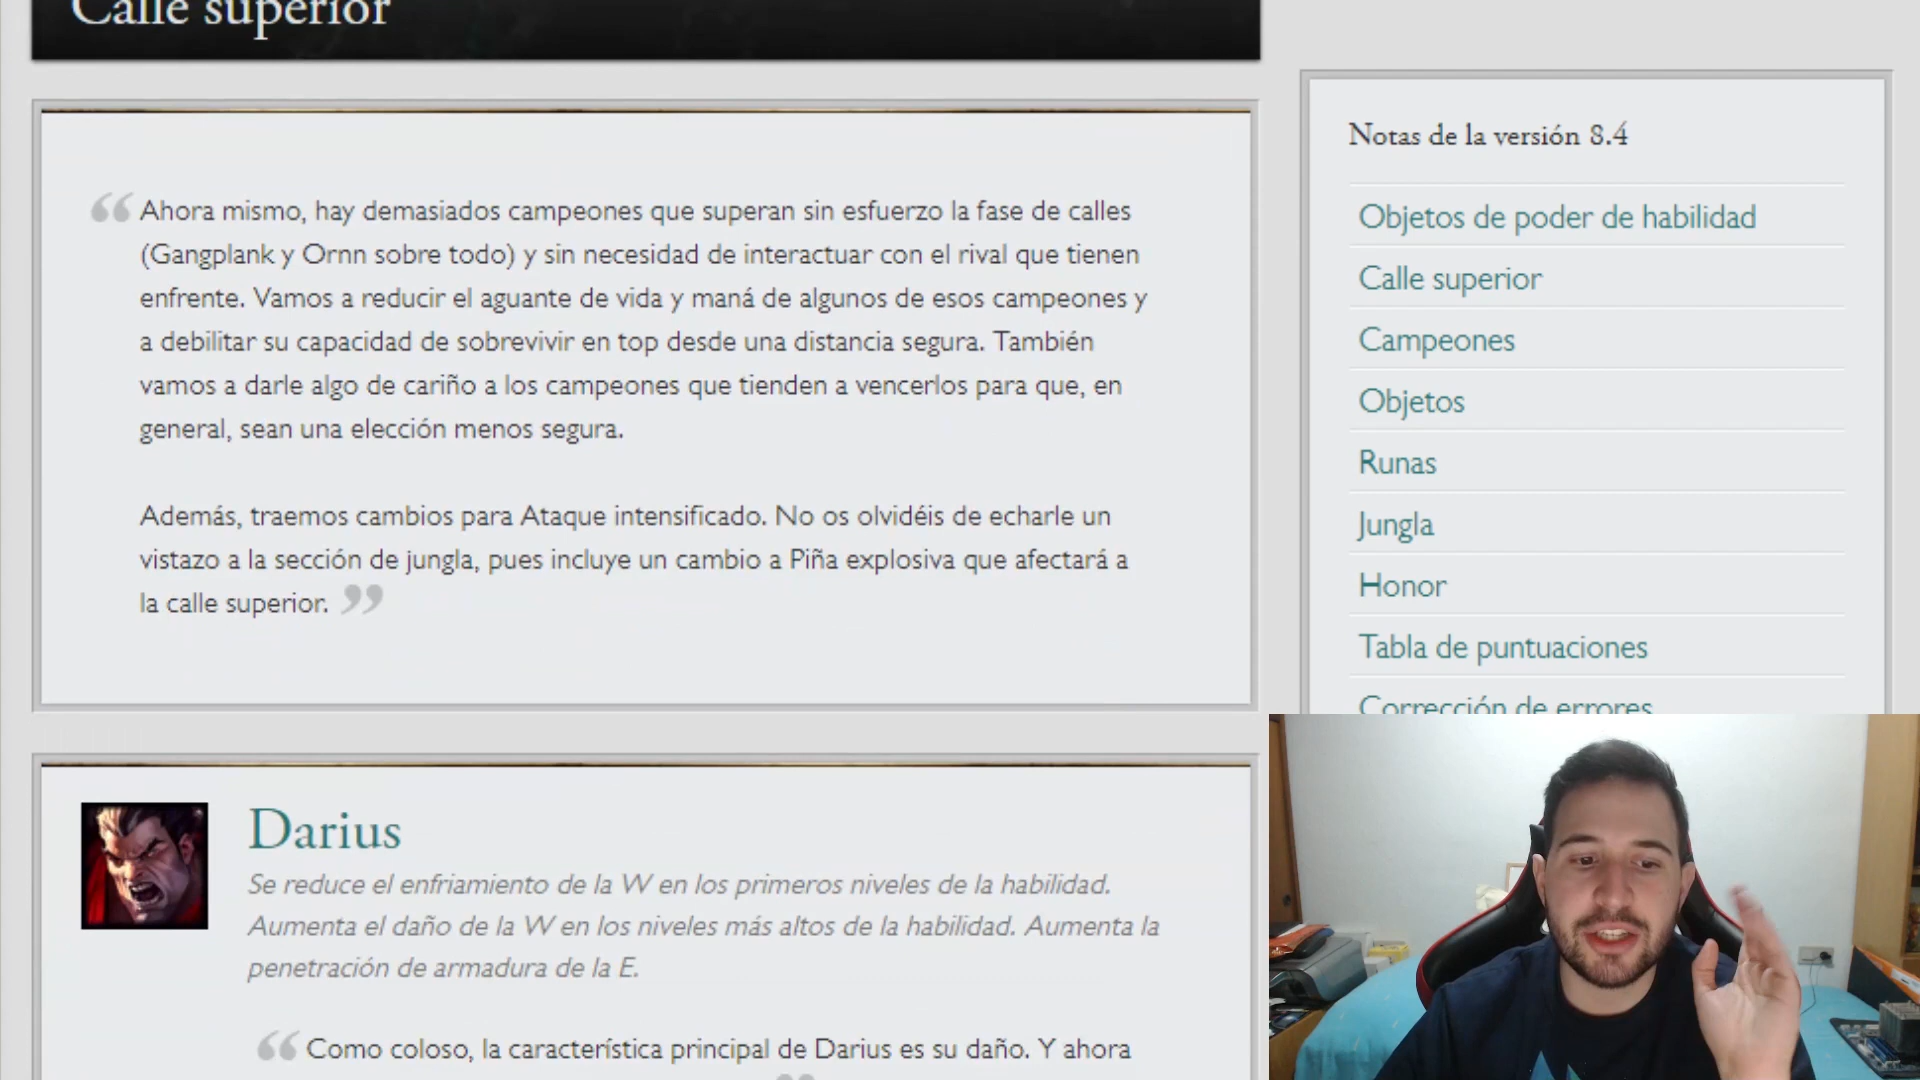 Calle superior
“ Ahora mismo, hay demasiados campeones que superan sin esfuerzo la fase de calles
(Gangplank y Ornn sobre todo) y sin necesidad de interactuar con el rival que tienen
enfrente. Vamos a reducir el aguante de vida y maná de algunos de esos campeones y
a debilitar su capacidad de sobrevivir en top desde una distancia segura. También
vamos a darle algo de cariño a los campeones que tienden a vencerlos para que, en
general, sean una elección menos segura.
Además, traemos cambios para Ataque intensificado. No os olvidéis de echarle un
vistazo a la sección de jungla, pues incluye un cambio a Piña explosiva que afectará a
la calle superior. ”
Darius
Se reduce el enfriamiento de la W en los primeros niveles de la habilidad.
Aumenta el daño de la W en los niveles más altos de la habilidad. Aumenta la
penetración de armadura de la E.
“ Como coloso, la característica principal de Darius es su daño. Y ahora
Notas de la versión 8.4
Objetos de poder de habilidad
Calle superior
Campeones
Objetos
Runas
Jungla
Honor
Tabla de puntuaciones
Corrección de errores